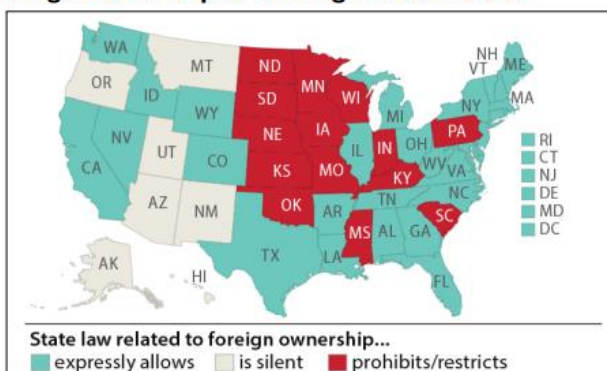 WA
MT
ND
MN
NH
VT
ME
OR
ID
SD
WI
MI
NY
MA
WY
NV
NE
IA
PA
RI
CA
UT
CO
IL
IN
OH
WV
VA
CT
KS
MO
KY
NJ
AZ
NM
OK
AR
TN
NC
DE
SC
MD
TX
MS
AL
GA
DC
LA
AK
HI
FL
State law related to foreign ownership...
expressly allows is silent prohibits/restricts